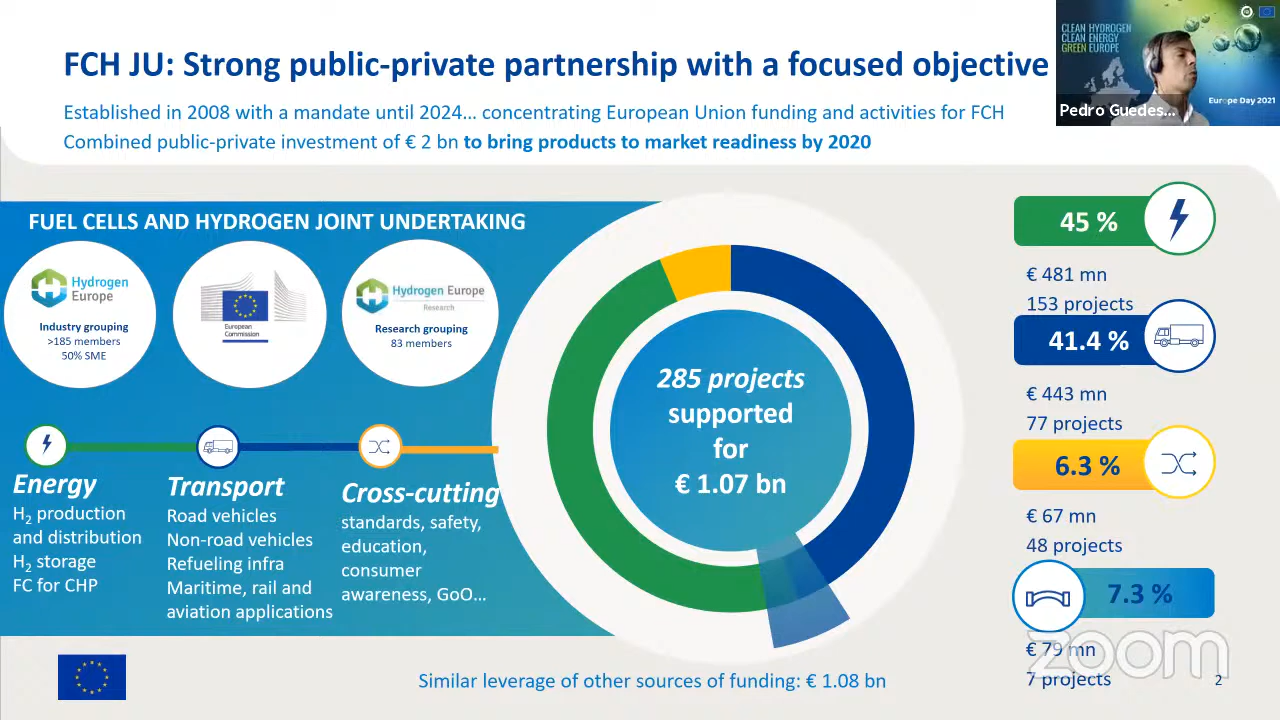 FCH JU: Strong public-private partnership with a focused objective
Established in 2008 with a mandate until 2024... concentrating European Union funding and activities for FCH
Combined public-private investment of € 2 bn to bring products to market readiness by 2020
CLEAN HYDROGEN
CLEAN ENERGY
GREEN EUROPE
Europe Day 2021
Pedro Guedes...
FUEL CELLS AND HYDROGEN JOINT UNDERTAKING
Hydrogen
Europe
Industry grouping
>185 members
50% SME
European
Commission
Hydrogen Europe
Research
Research grouping
83 members
Energy
H₂ production
and distribution
H₂ storage
FC for CHP
Transport
Road vehicles
Non-road vehicles
Refueling infra
Maritime, rail and
aviation applications
Cross-cutting
standards, safety,
education,
consumer
awareness, GoO...
285 projects
supported
for
€ 1.07 bn
45 %
€ 481 mn
153 projects
41.4 %
€ 443 mn
77 projects
6.3 %
€ 67 mn
48 projects
7.3 %
€ 79 mn
7 projects
zoom
Similar leverage of other sources of funding: € 1.08 bn
2